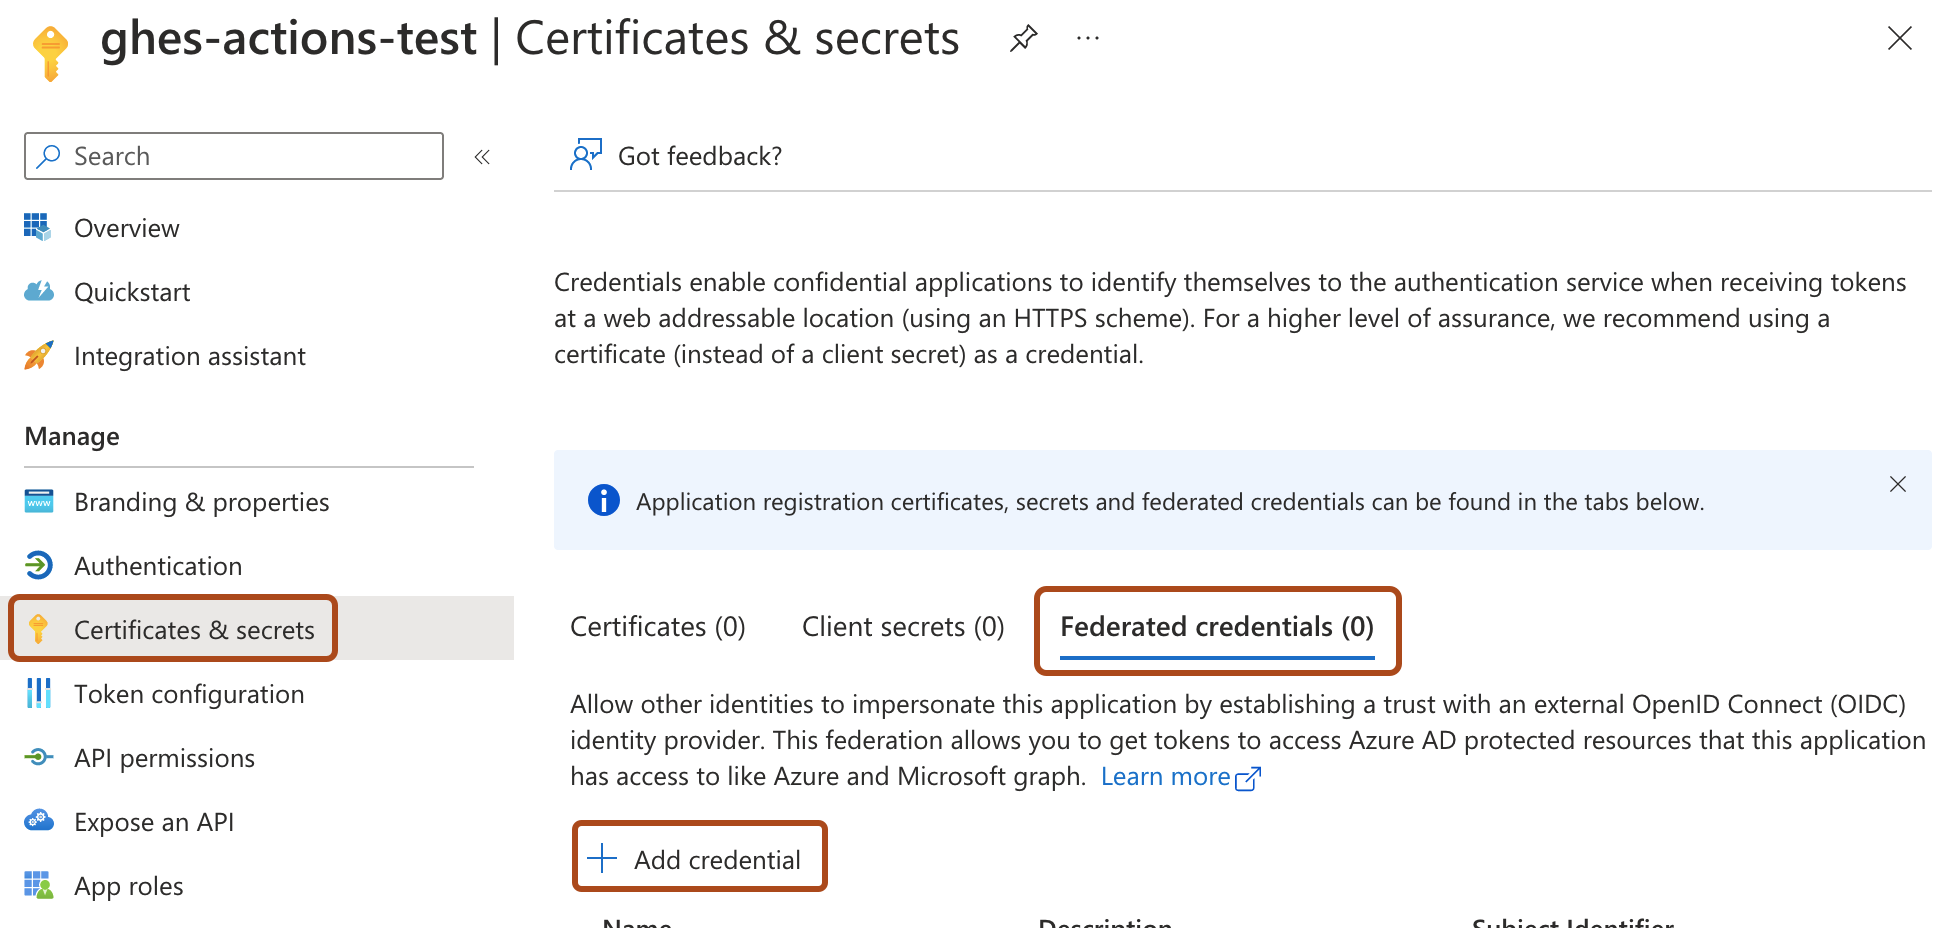 ghes-actions-test | Certificates & secrets
Search
Overview
Quickstart
Integration assistant
Manage
Branding & properties
Authentication
Certificates & secrets
Token configuration
API permissions
Expose an API
App roles
Got feedback?
Credentials enable confidential applications to identify themselves to the authentication service when receiving tokens
at a web addressable location (using an HTTPS scheme). For a higher level of assurance, we recommend using a
certificate (instead of a client secret) as a credential.
Application registration certificates, secrets and federated credentials can be found in the tabs below.
Certificates (0) Client secrets (0) Federated credentials (0)
Allow other identities to impersonate this application by establishing a trust with an external OpenID Connect (OIDC)
identity provider. This federation allows you to get tokens to access Azure AD protected resources that this application
has access to like Azure and Microsoft graph. Learn more
Add credential
Name Description Subject Identifier